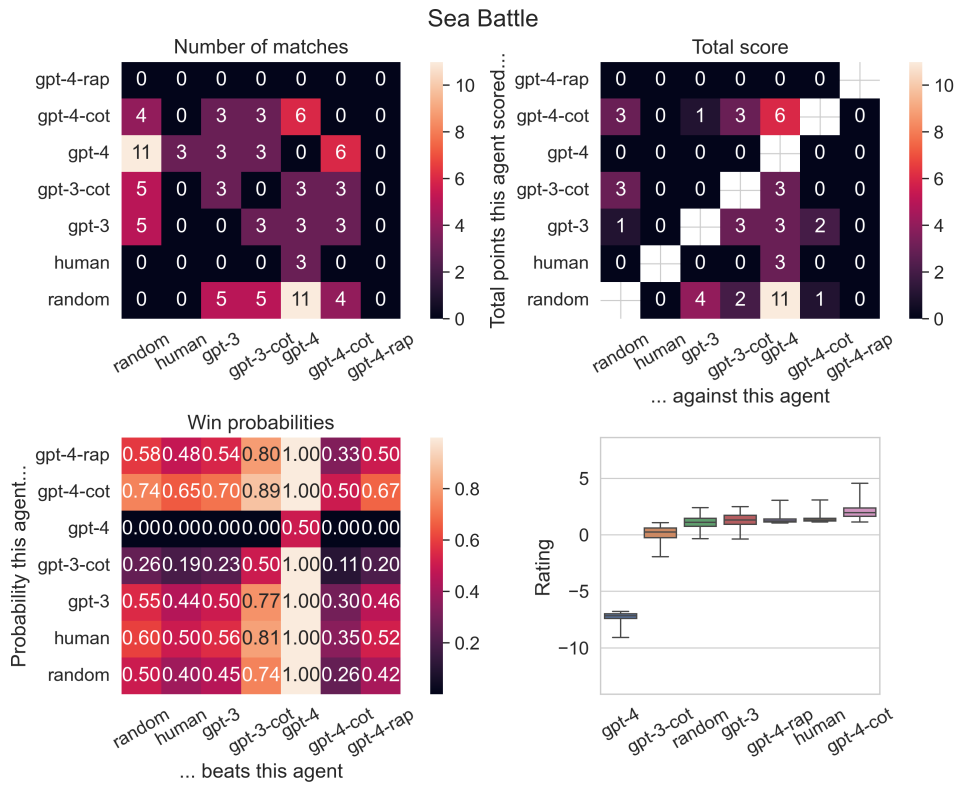 Sea Battle
Number of matches
gpt-4-rap 0 0 0 0 0 0 0
gpt-4-cot 4 0 3 3 6 0 0
gpt-4 11 3 3 3 0 6 0
gpt-3-cot 5 0 3 0 3 3 0
gpt-3 5 0 0 3 3 3 0
human 0 0 0 0 3 0 0
random 0 0 5 5 11 4 0
random human gpt-3 gpt-3-cot gpt-4 gpt-4-cot gpt-4-rap
10
8
6
4
2
0
Total score
Total points this agent scored...
gpt-4-rap 0 0 0 0 0 0
gpt-4-cot 3 0 1 3 6 0
gpt-4 0 0 0 0 0 0
gpt-3-cot 3 0 0 3 0 0
gpt-3 1 0 3 3 2 0
human 0 0 0 3 0 0
random 0 4 2 11 1 0
random human gpt-3 gpt-3-cot gpt-4 gpt-4-cot gpt-4-rap
... against this agent
10
8
6
4
2
0
Win probabilities
Probability this agent...
gpt-4-rap 0.58 0.48 0.54 0.80 1.00 0.33 0.50
gpt-4-cot 0.74 0.65 0.70 0.89 1.00 0.50 0.67
gpt-4 0.00 0.00 0.00 0.00 0.50 0.00 0.00
gpt-3-cot 0.26 0.19 0.23 0.50 1.00 0.11 0.20
gpt-3 0.55 0.44 0.50 0.77 1.00 0.30 0.46
human 0.60 0.50 0.56 0.81 1.00 0.35 0.52
random 0.50 0.40 0.45 0.74 1.00 0.26 0.42
random human gpt-3 gpt-3-cot gpt-4 gpt-4-cot gpt-4-rap
... beats this agent
0.8
0.6
0.4
0.2
Rating
5
0
−5
−10
gpt-4 gpt-3-cot random gpt-3 gpt-4-rap human gpt-4-cot